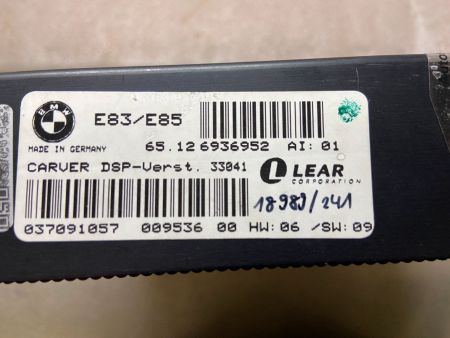 BMW
E83/E85
MADE IN GERMANY
65.12 6936952 AI: 01
CARVER DSP-Verst. 33041
LEAR
CORPORATION
18989/241
037091057 009536 00 HW:06 /SW:09